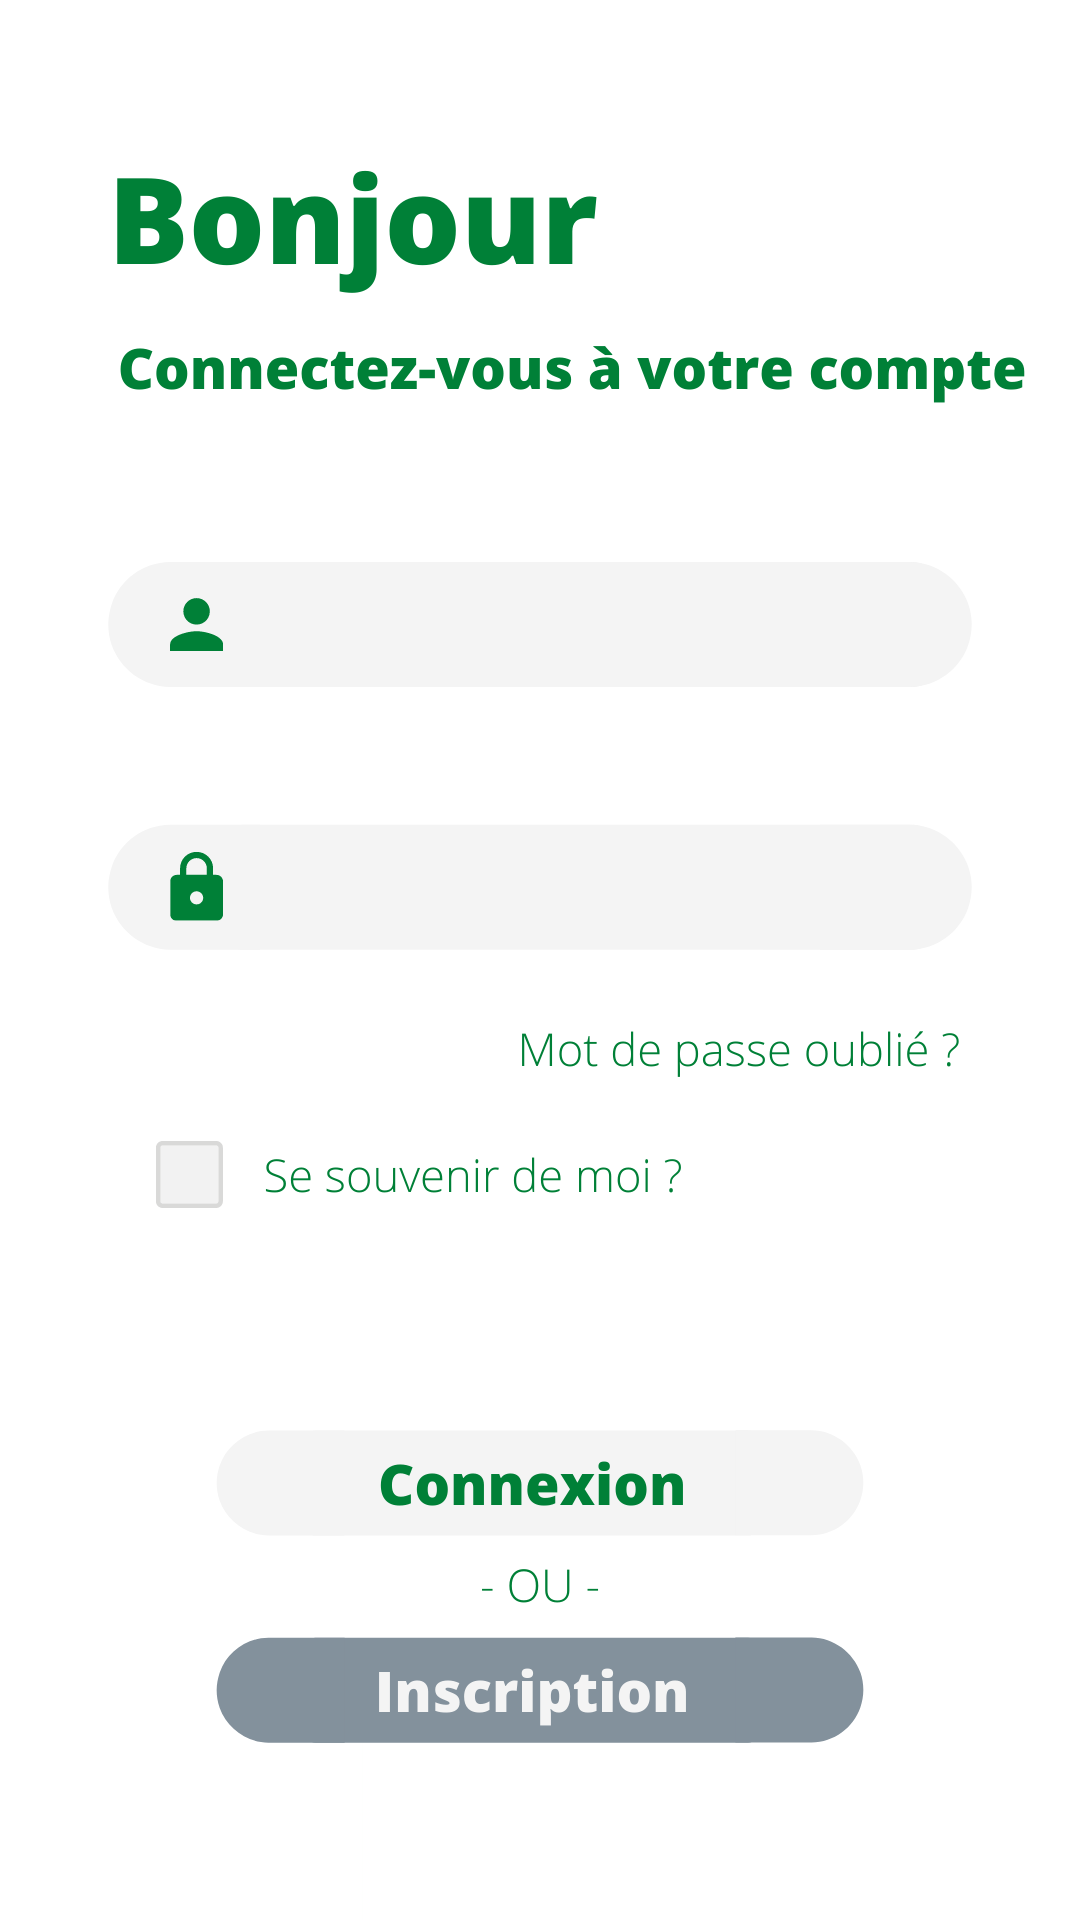 Bonjour
Connectez-vous à votre compte
Mot de passe oublié ?
Se souvenir de moi ?
Connexion
- OU -
Inscription